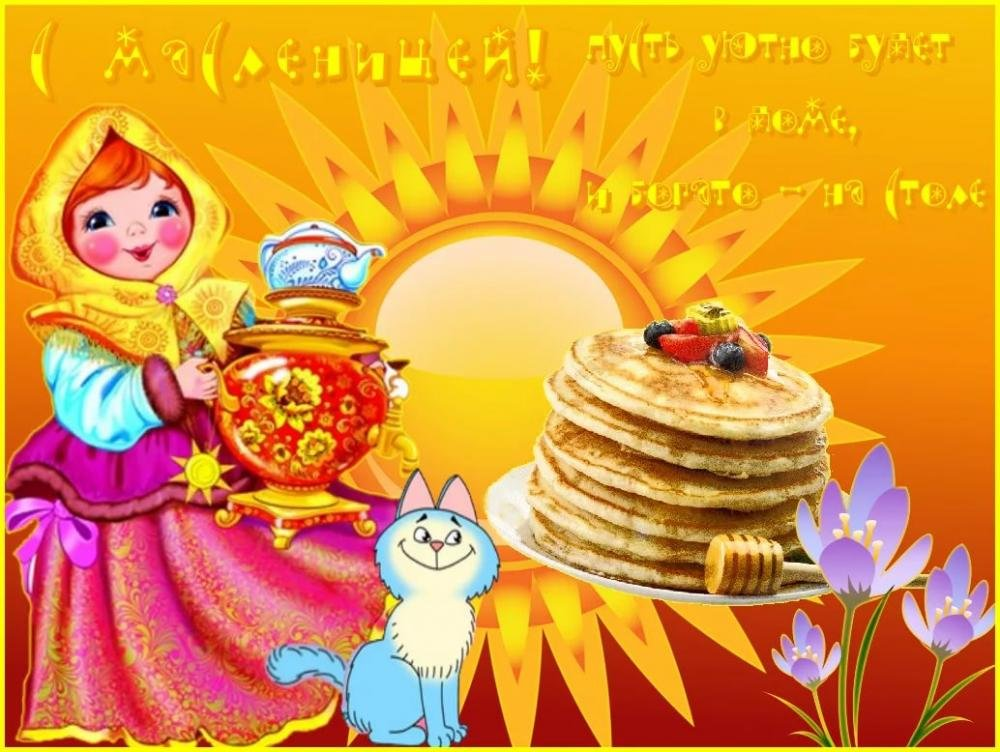 С Масленицей!
пусть уютно будет
в доме,
и богато - на столе